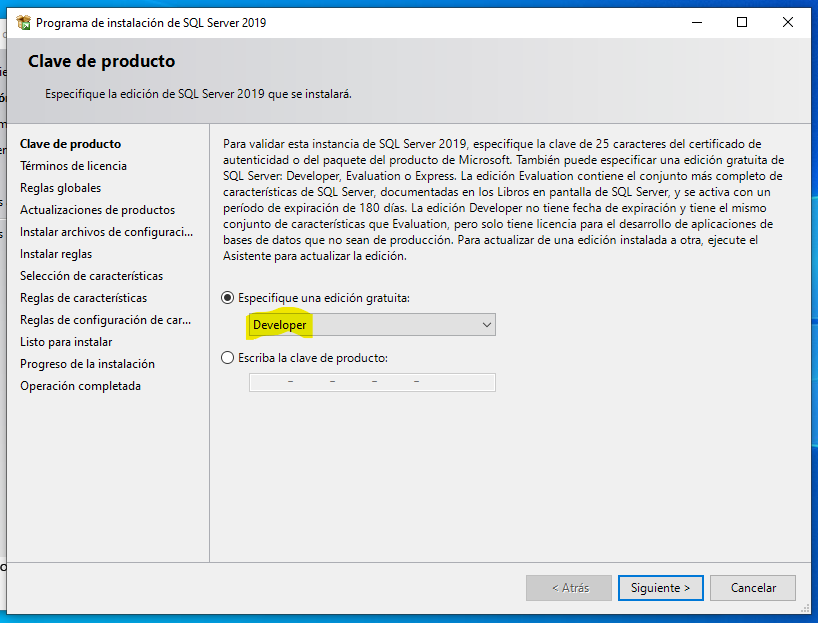 Programa de instalación de SQL Server 2019
Clave de producto
Especifique la edición de SQL Server 2019 que se instalará.
Clave de producto
Términos de licencia
Reglas globales
Actualizaciones de productos
Instalar archivos de configuraci...
Instalar reglas
Selección de características
Reglas de características
Reglas de configuración de car...
Listo para instalar
Progreso de la instalación
Operación completada
Para validar esta instancia de SQL Server 2019, especifique la clave de 25 caracteres del certificado de
autenticidad o del paquete del producto de Microsoft. También puede especificar una edición gratuita de
SQL Server: Developer, Evaluation o Express. La edición Evaluation contiene el conjunto más completo de
características de SQL Server, documentadas en los Libros en pantalla de SQL Server, y se activa con un
período de expiración de 180 días. La edición Developer no tiene fecha de expiración y tiene el mismo
conjunto de características que Evaluation, pero solo tiene licencia para el desarrollo de aplicaciones de
bases de datos que no sean de producción. Para actualizar de una edición instalada a otra, ejecute el
Asistente para actualizar la edición.
Especifique una edición gratuita:
Developer
Escriba la clave de producto:
– – – –
< Atrás
Siguiente >
Cancelar